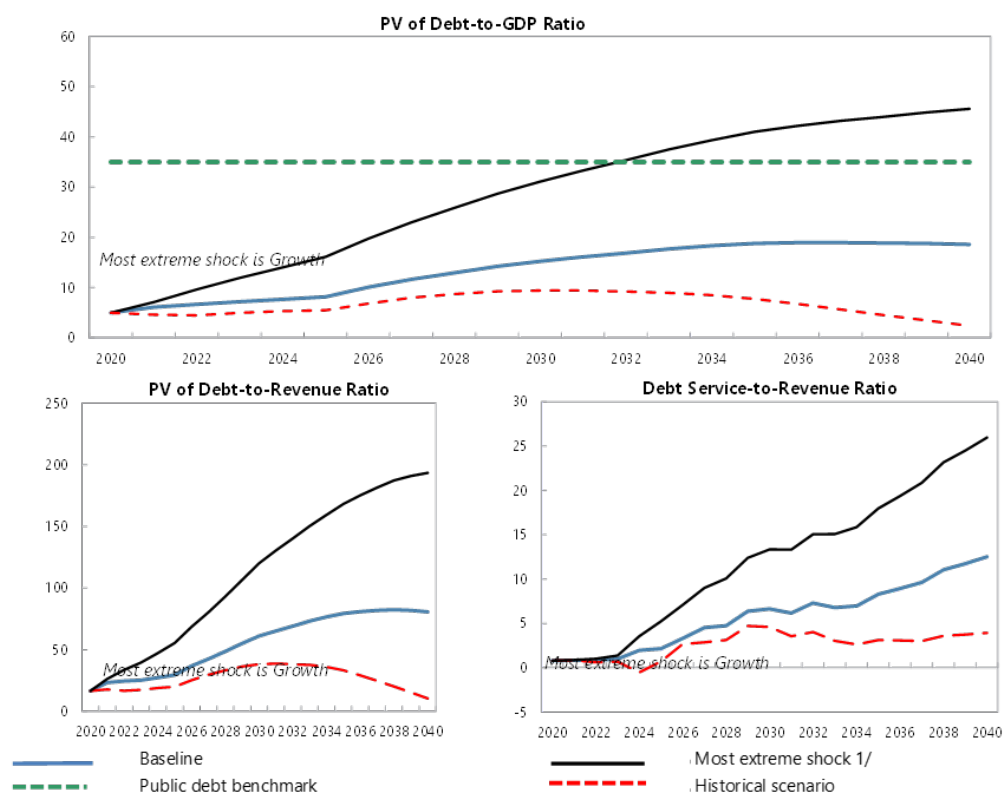 PV of Debt-to-GDP Ratio
60
50
40
30
20
10
0
Most extreme shock is Growth
2020 2022 2024 2026 2028 2030 2032 2034 2036 2038 2040
PV of Debt-to-Revenue Ratio
250
200
150
100
50
0
Most extreme shock is Growth
2020 2022 2024 2026 2028 2030 2032 2034 2036 2038 2040
Debt Service-to-Revenue Ratio
30
25
20
15
10
5
0
-5
Most extreme shock is Growth
2020 2022 2024 2026 2028 2030 2032 2034 2036 2038 2040
Baseline
Most extreme shock 1/
Public debt benchmark
Historical scenario